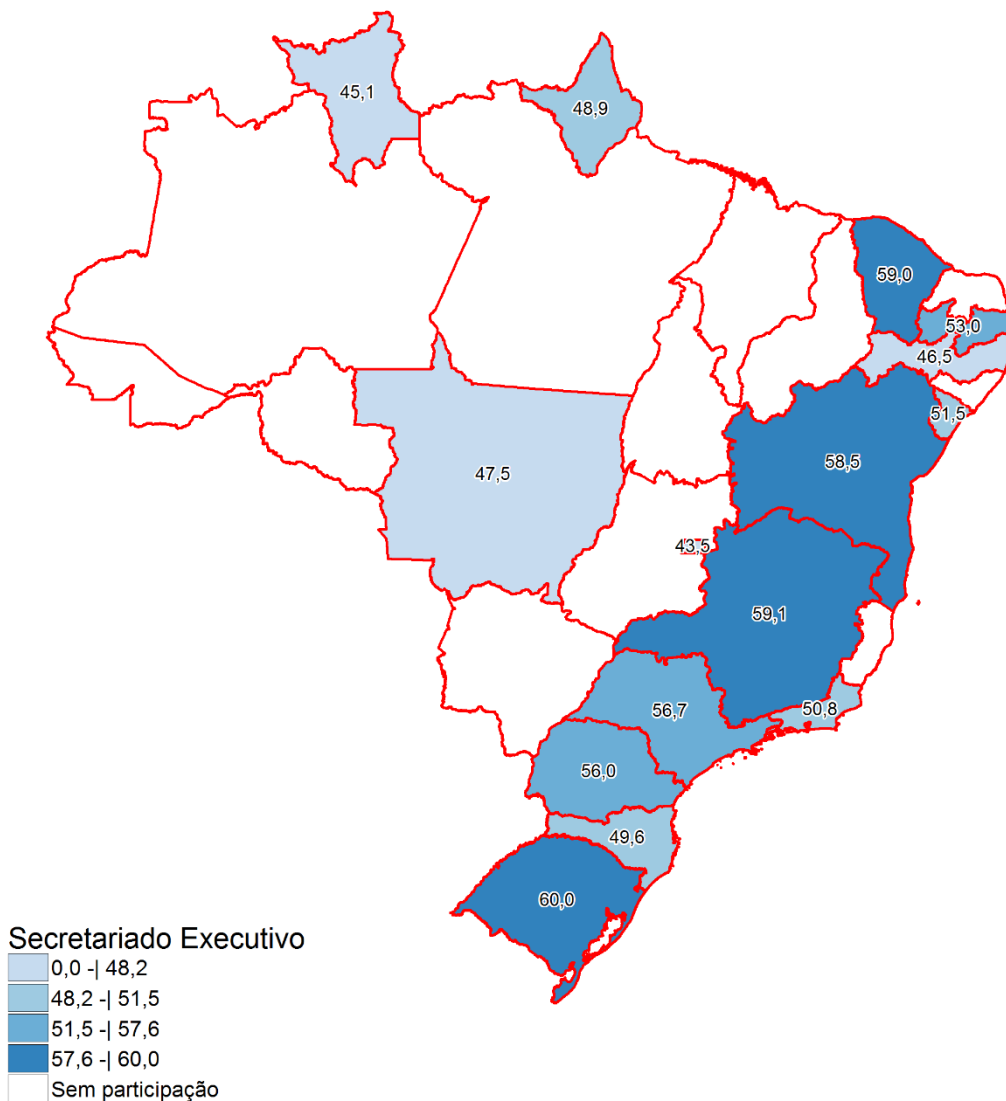 45,1
48,9
59,0
53,0
46,5
51,5
58,5
47,5
43,5
59,1
50,8
56,7
56,0
49,6
60,0
Secretariado Executivo
0,0 -| 48,2
48,2 -| 51,5
51,5 -| 57,6
57,6 -| 60,0
Sem participação